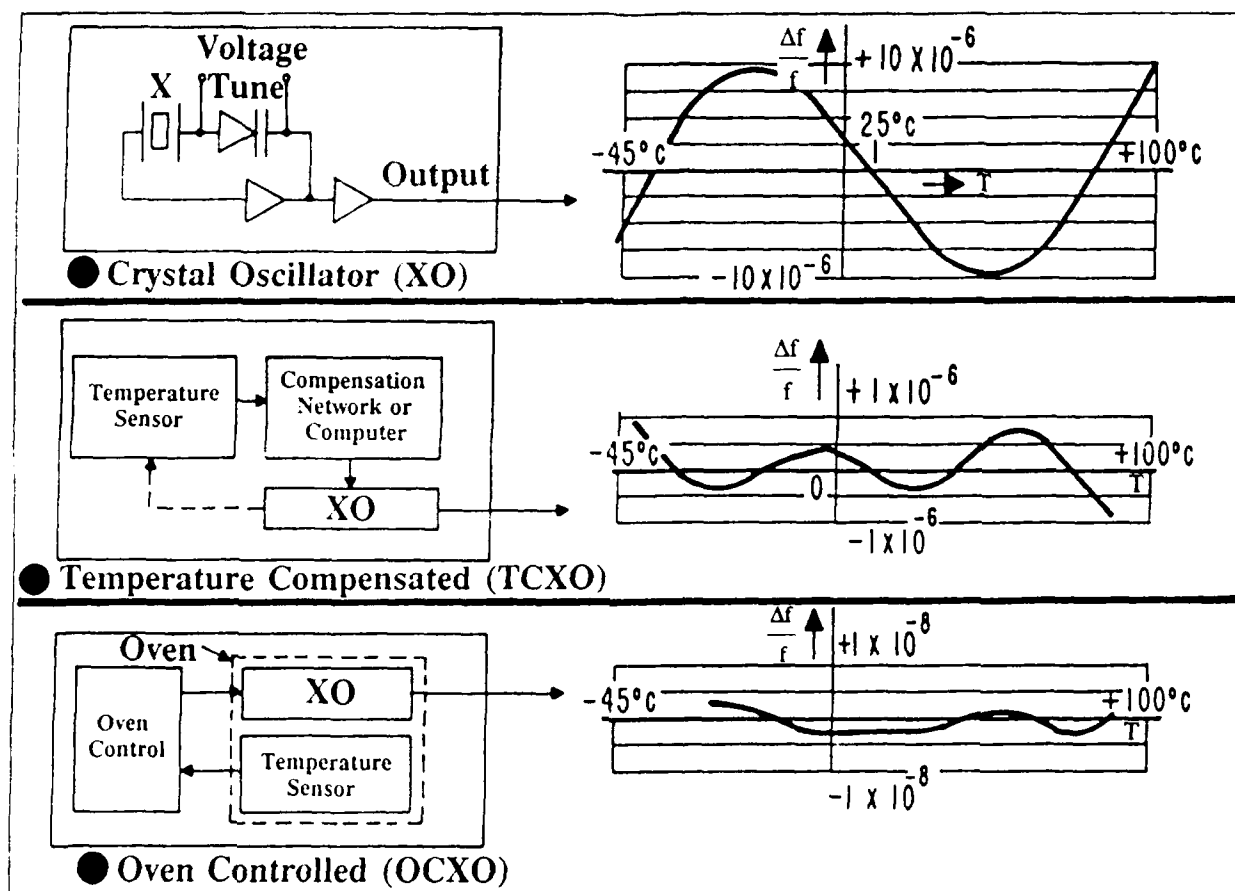 Voltage
X Tune
Output
● Crystal Oscillator (XO)
Δf
f
+10 X 10⁻⁶
25°c
-45°c
+100°c
T
-10 X 10⁻⁶
Temperature
Sensor
Compensation
Network or
Computer
XO
● Temperature Compensated (TCXO)
Δf
f
+ 1 X 10⁻⁶
-45°c
+100°c
0
T
-1 X 10⁻⁶
Oven
Oven
Control
XO
Temperature
Sensor
● Oven Controlled (OCXO)
Δf
f
+1 X 10⁻⁸
-45°c
+100°c
T
-1 X 10⁻⁸